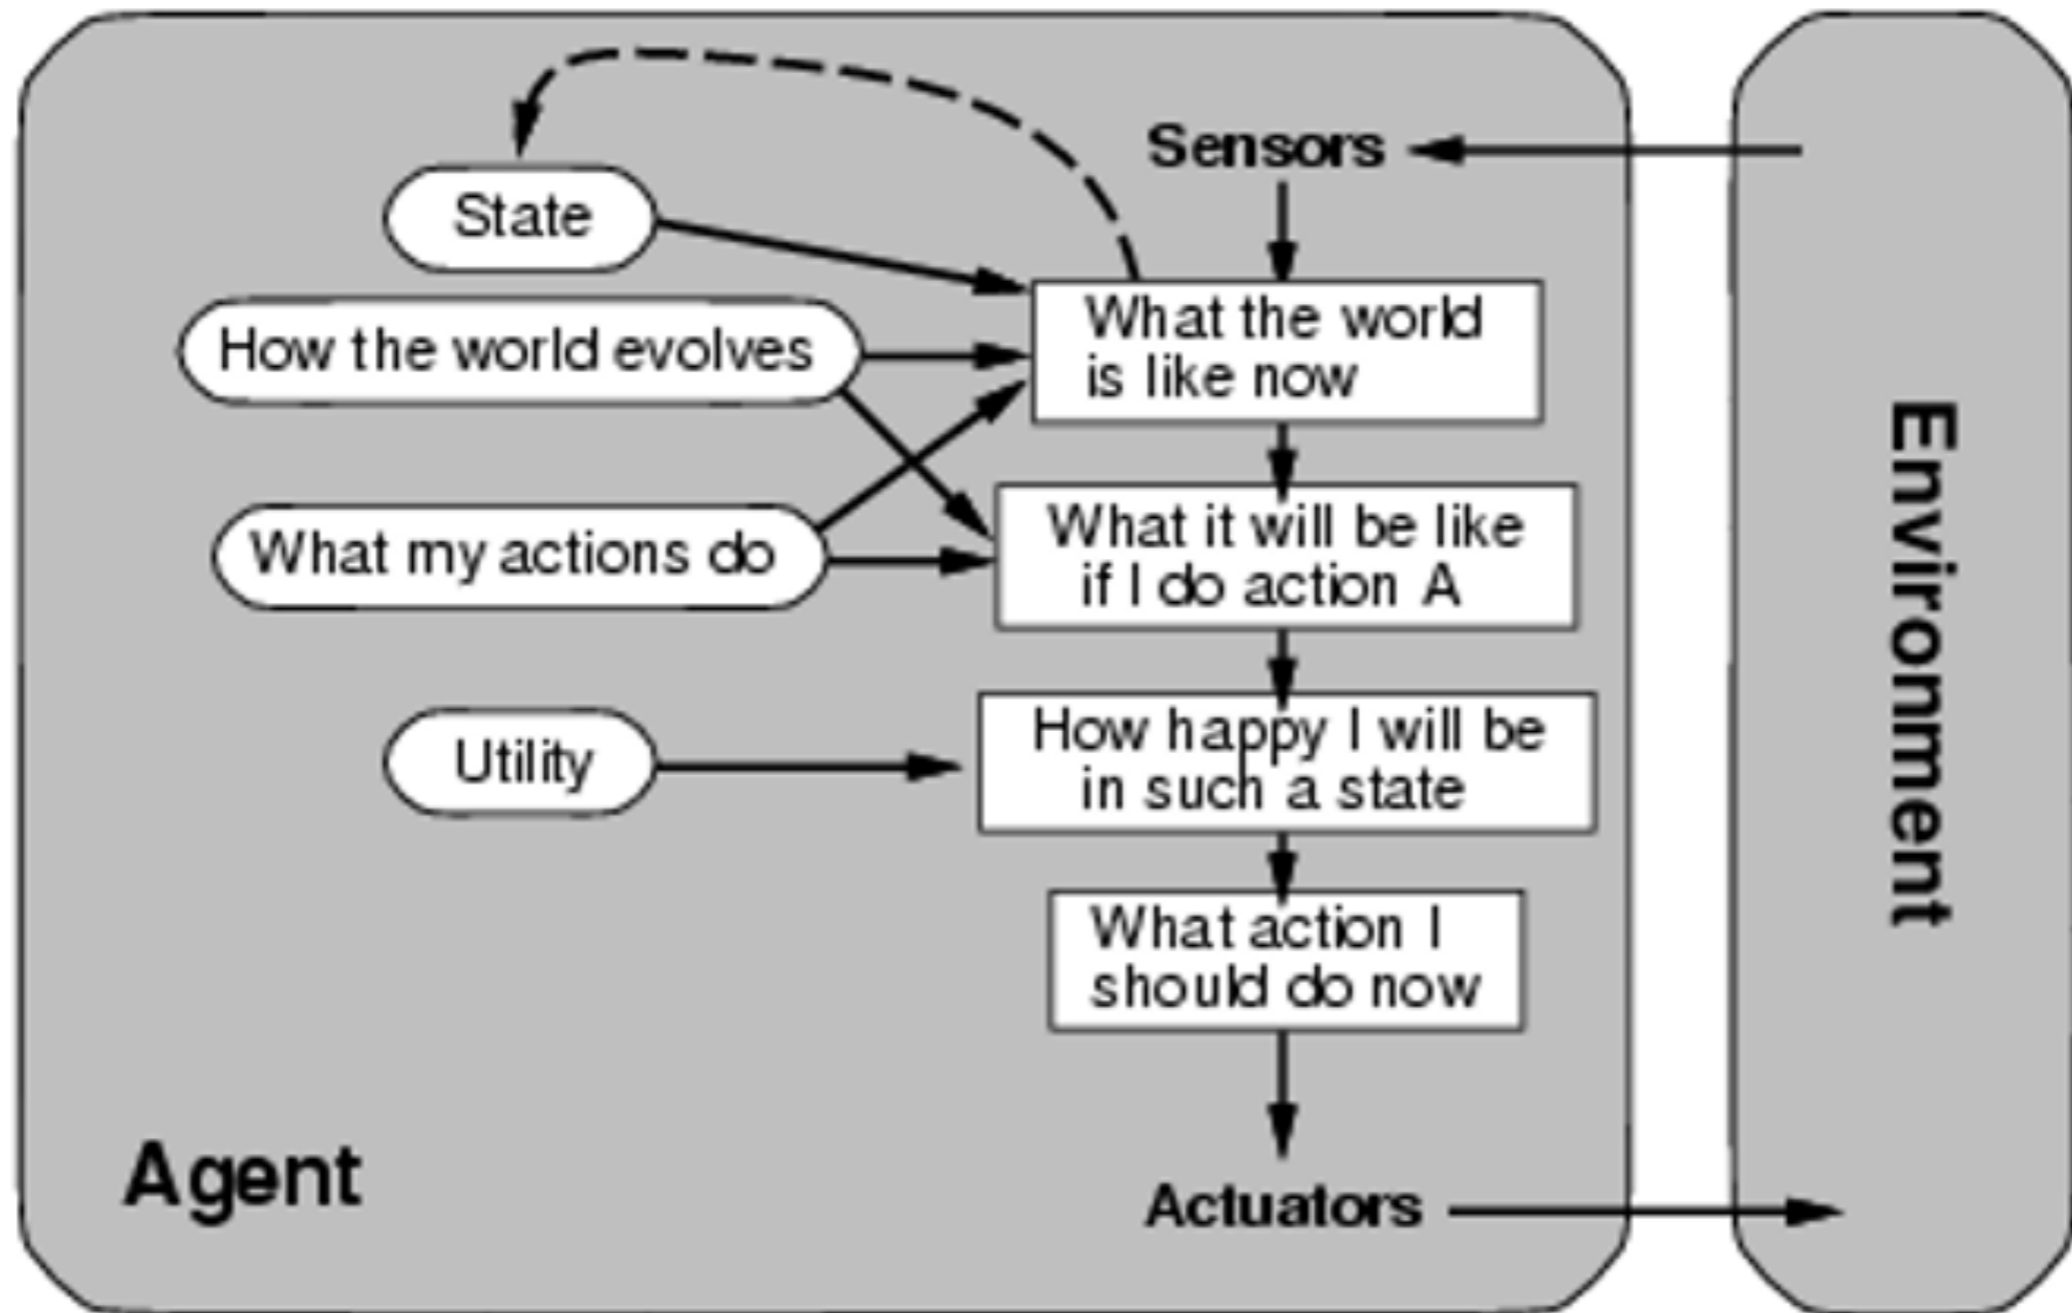 Sensors
State
What the world
is like now
How the world evolves
What it will be like
if I do action A
What my actions do
How happy I will be
in such a state
Utility
What action I
should do now
Agent
Actuators
Environment